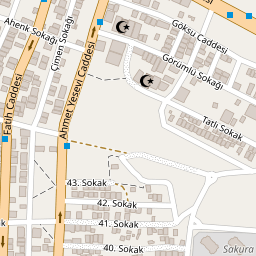 Ahenk Sokağı
Çimen Sokağı
Göksu Caddesi
Görümlü Sokağı
Tatlı Sokak
Fatih Caddesi
Ahmet Yesevi Caddesi
43. Sokak
42. Sokak
41. Sokak
40. Sokak
Sakura